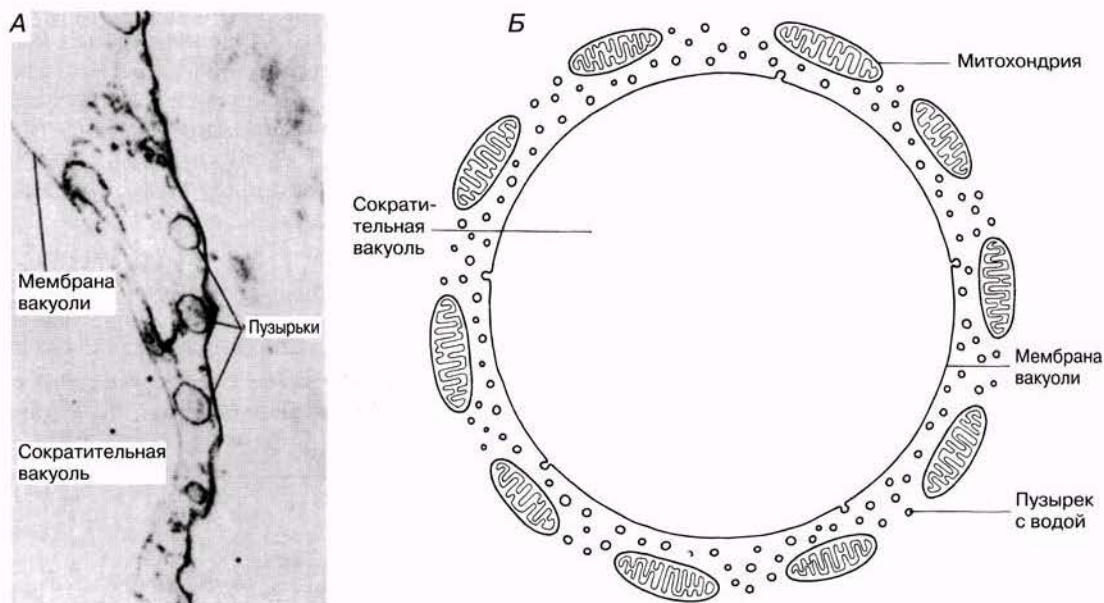 А
Мембрана
вакуоли
Пузырьки
Сократительная
вакуоль
Б
Митохондрия
Сократи-
тельная
вакуоль
Мембрана
вакуоли
Пузырек
с водой